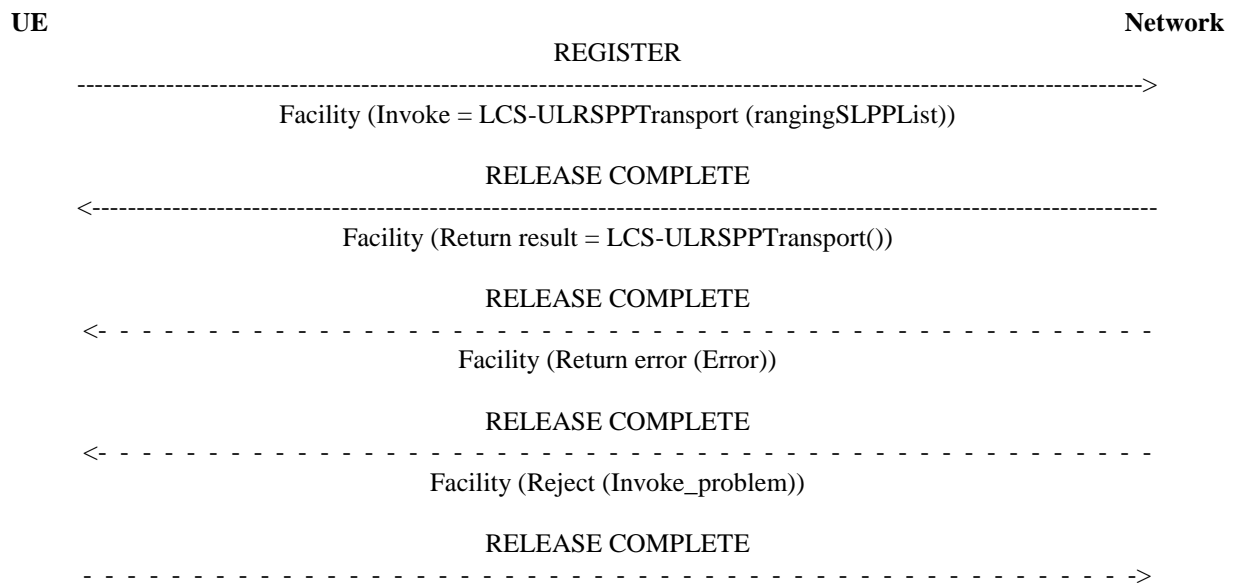 UE Network
REGISTER
------------------------------------------------------------------------------------------------------------------------->
Facility (Invoke = LCS-ULRSPPTransport (rangingSLPPList))
RELEASE COMPLETE
<-------------------------------------------------------------------------------------------------------------------------
Facility (Return result = LCS-ULRSPPTransport())
RELEASE COMPLETE
<- - - - - - - - - - - - - - - - - - - - - - - - - - - - - - - - - - - - - - - - - - - - - - - -
Facility (Return error (Error))
RELEASE COMPLETE
<- - - - - - - - - - - - - - - - - - - - - - - - - - - - - - - - - - - - - - - - - - - - - - - -
Facility (Reject (Invoke_problem))
RELEASE COMPLETE
- - - - - - - - - - - - - - - - - - - - - - - - - - - - - - - - - - - - - - - - - - - - - - - ->